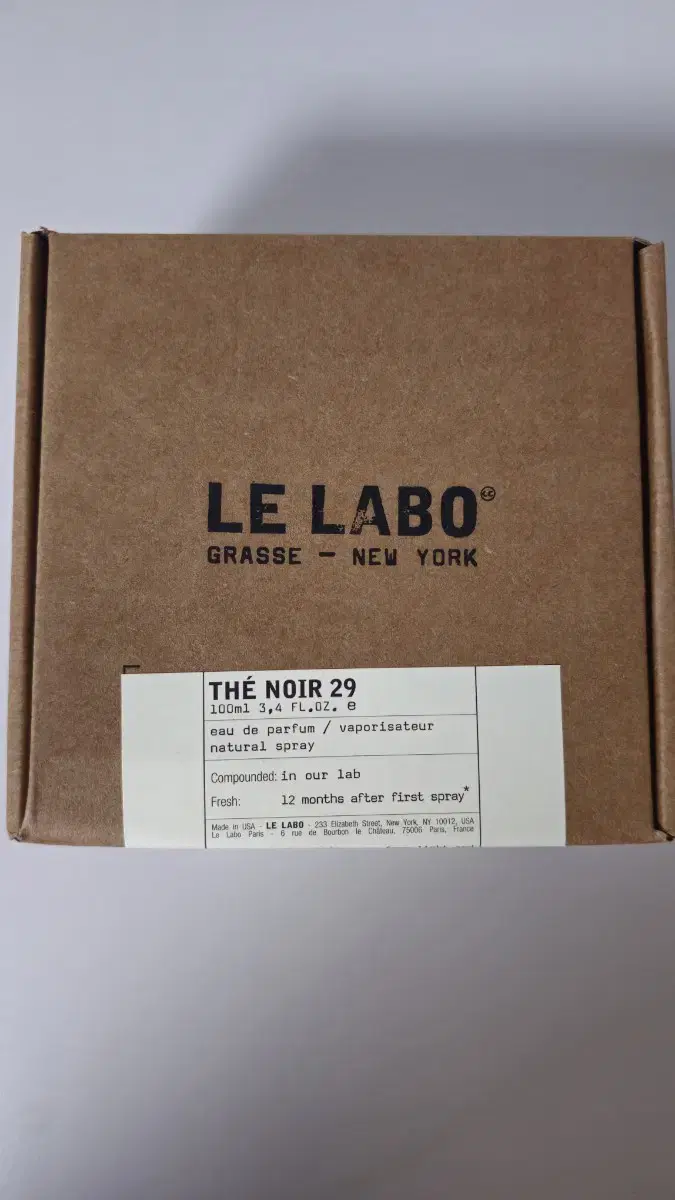 LE LABO
GRASSE — NEW YORK
THÉ NOIR 29
100ml 3,4 FL.OZ. e
eau de parfum / vaporisateur
natural spray
Compounded: in our lab
Fresh: 12 months after first spray*
Made in USA - LE LABO - 233 Elizabeth Street, New York, NY 10012, USA
Le Labo Paris - 6 rue de Bourbon le Château, 75006 Paris, France